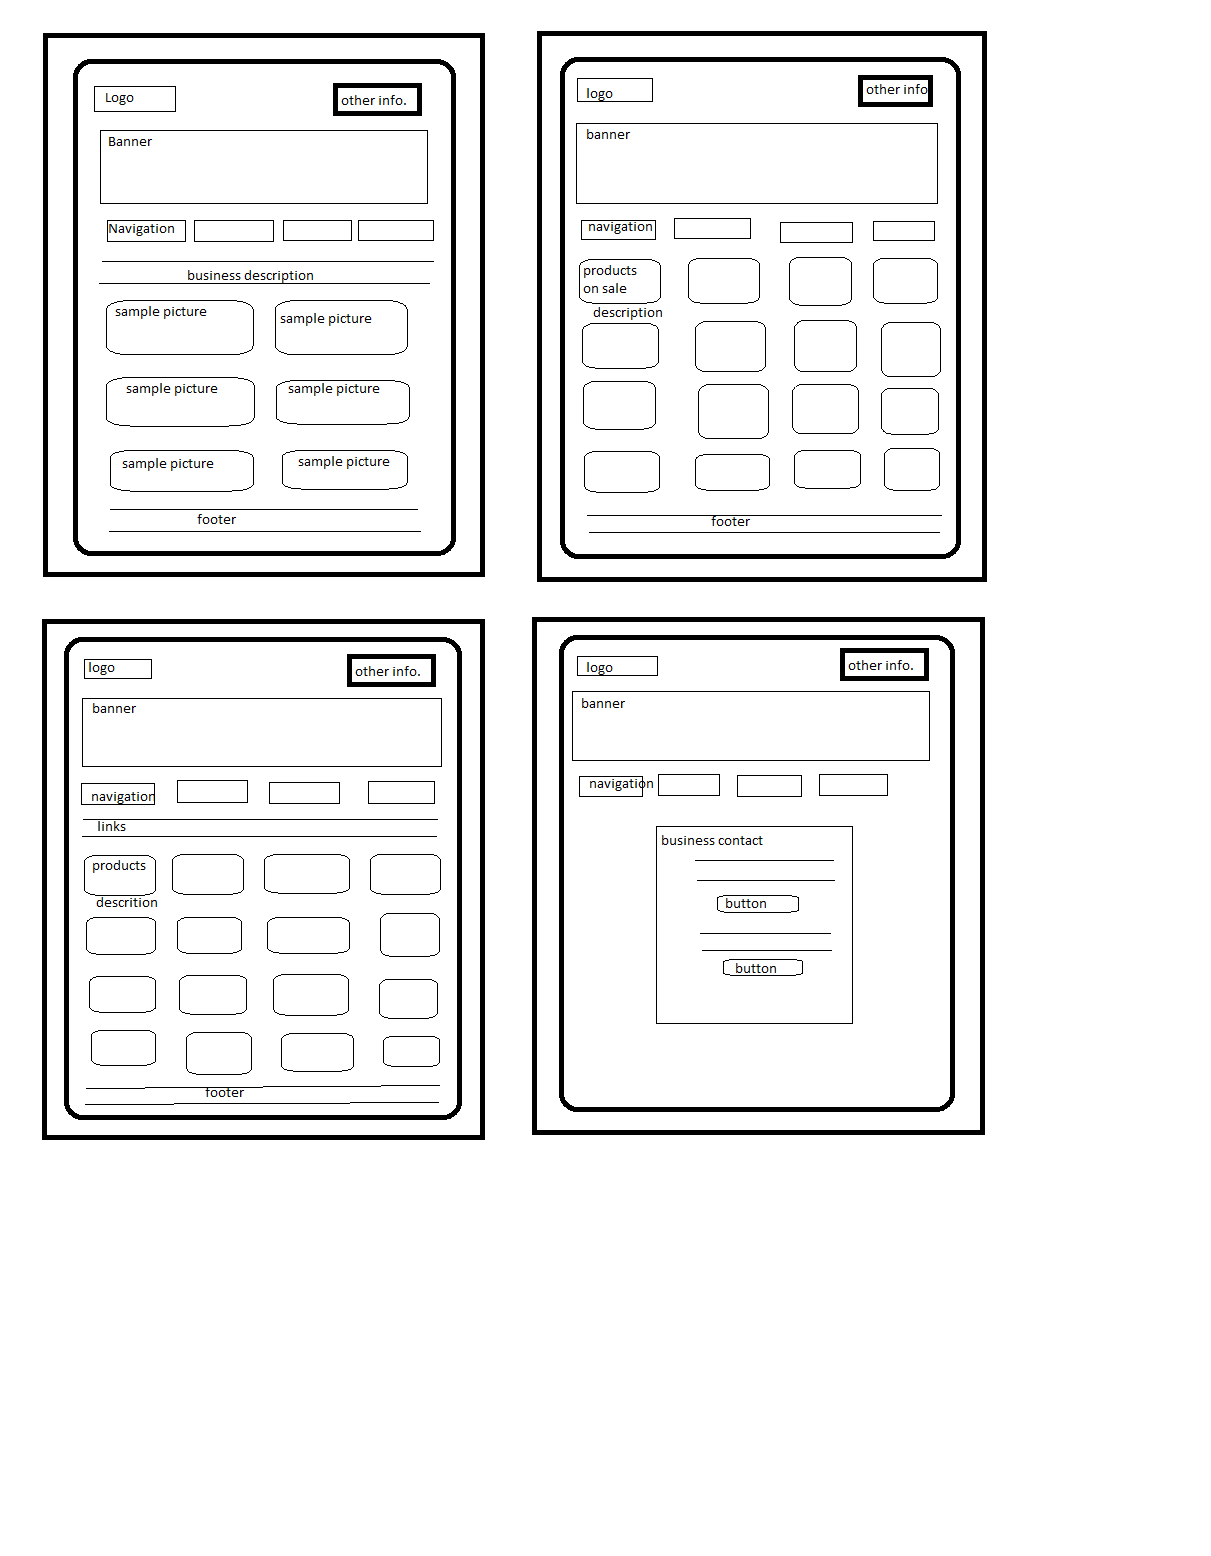 Logo
other info.
Banner
Navigation
business description
sample picture
sample picture
sample picture
sample picture
sample picture
sample picture
footer
logo
other info
banner
navigation
products
on sale
description
footer
logo
other info.
banner
navigation
links
products
descrition
footer
logo
other info.
banner
navigation
business contact
button
button